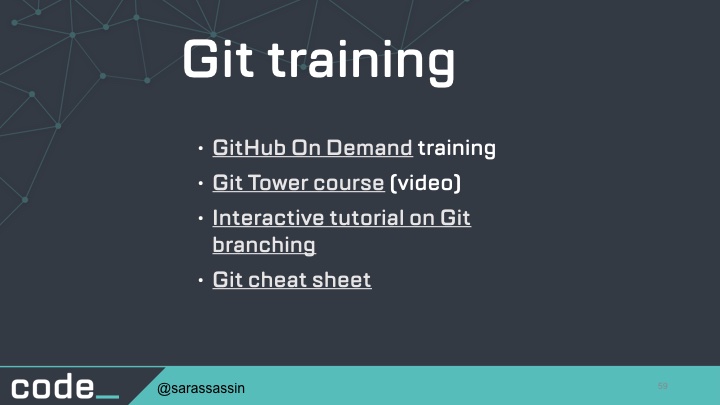 Git training
• GitHub On Demand training
• Git Tower course (video)
• Interactive tutorial on Git
branching
• Git cheat sheet
code_
@sarassassin
59